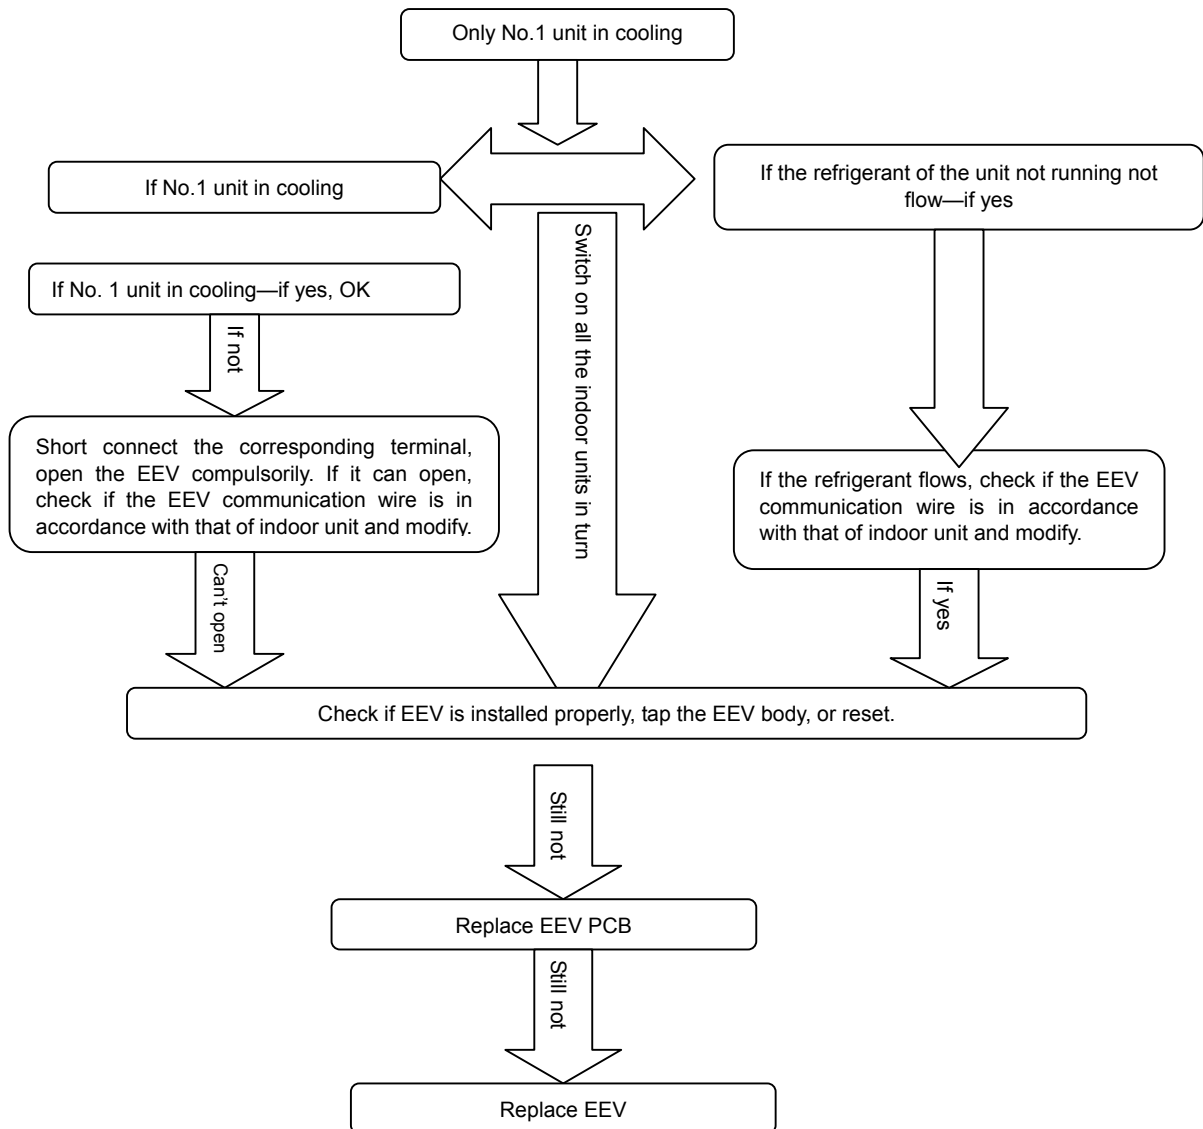 Only No.1 unit in cooling
If No.1 unit in cooling
If the refrigerant of the unit not running not
flow—if yes
Switch on all the indoor units in turn
If No. 1 unit in cooling—if yes, OK
If not
Short connect the corresponding terminal,
open the EEV compulsorily. If it can open,
check if the EEV communication wire is in
accordance with that of indoor unit and modify.
If the refrigerant flows, check if the EEV
communication wire is in accordance
with that of indoor unit and modify.
Can't open
If yes
Check if EEV is installed properly, tap the EEV body, or reset.
Still not
Replace EEV PCB
Still not
Replace EEV